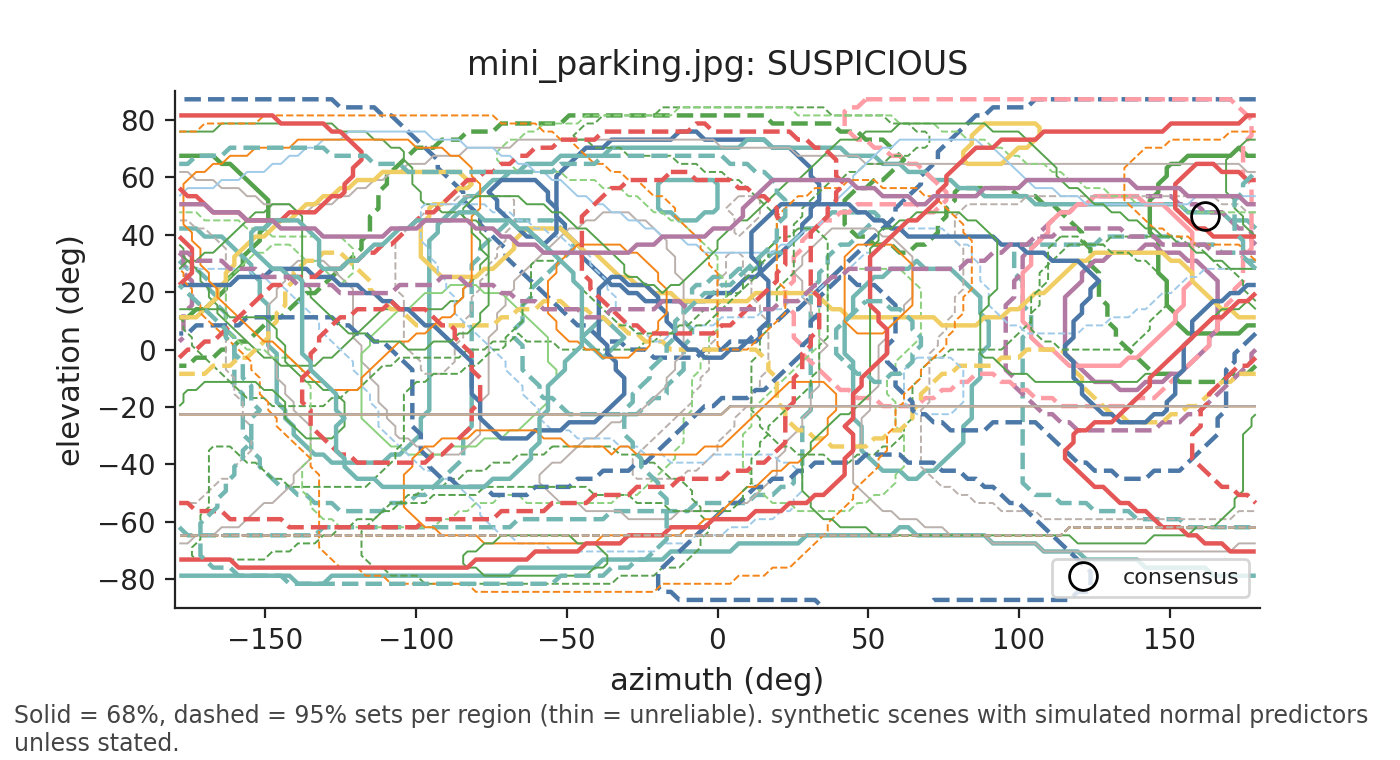 mini_parking.jpg: SUSPICIOUS
80
60
40
20
0
−20
−40
−60
−80
elevation (deg)
−150
−100
−50
0
50
100
150
azimuth (deg)
consensus
Solid = 68%, dashed = 95% sets per region (thin = unreliable). synthetic scenes with simulated normal predictors
unless stated.